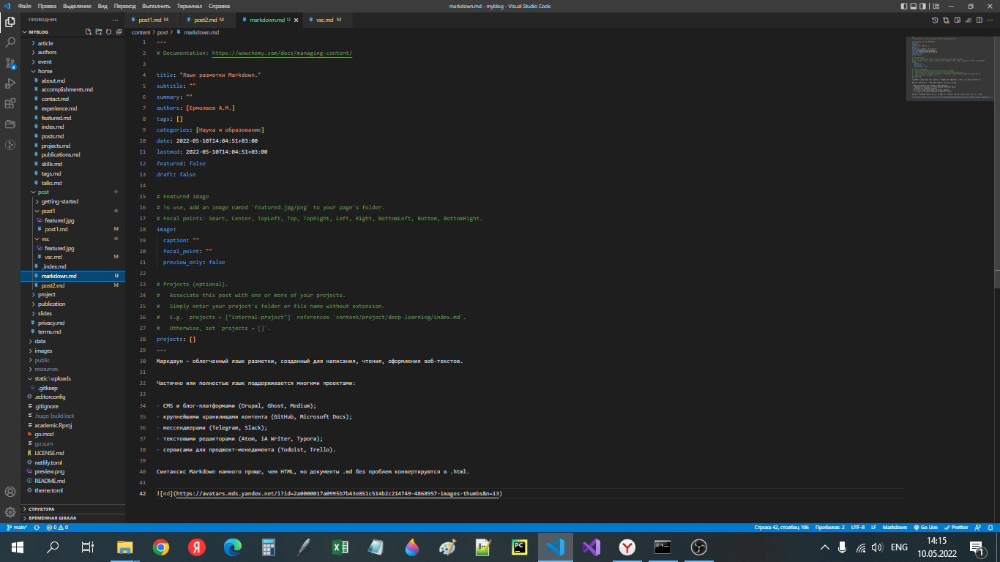 Файл Правка Выделение Вид Переход Выполнить Терминал Справка
markdown.md - myblog - Visual Studio Code
ПРОВОДНИК
post1.md M
post2.md M
markdown.md U
vsc.md M
MYBLOG
content > post > markdown.md
article
authors
event
home
about.md
accomplishments.md
contact.md
experience.md
featured.md
index.md
posts.md
projects.md
publications.md
skills.md
tags.md
talks.md
post
getting-started
post1
featured.jpg
post1.md M
vsc
featured.jpg
vsc.md M
_index.md
markdown.md U
post2.md M
project
publication
slides
privacy.md
terms.md
data
images
public
resources
static \ uploads
.gitkeep
.editorconfig
.gitignore
.hugo_build.lock
academic.Rproj
go.mod
go.sum
LICENSE.md
netlify.toml
preview.png
README.md
theme.toml
СТРУКТУРА
ВРЕМЕННАЯ ШКАЛА
1 ---
2 # Documentation: https://wowchemy.com/docs/managing-content/
3
4 title: "Язык разметки Markdown."
5 subtitle: ""
6 summary: ""
7 authors: [Ермолаев А.М.]
8 tags: []
9 categories: [Наука и образование]
10 date: 2022-05-10T14:04:51+03:00
11 lastmod: 2022-05-10T14:04:51+03:00
12 featured: false
13 draft: false
14
15 # Featured image
16 # To use, add an image named `featured.jpg/png` to your page's folder.
17 # Focal points: Smart, Center, TopLeft, Top, TopRight, Left, Right, BottomLeft, Bottom, BottomRight.
18 image:
19 caption: ""
20 focal_point: ""
21 preview_only: false
22
23 # Projects (optional).
24 # Associate this post with one or more of your projects.
25 # Simply enter your project's folder or file name without extension.
26 # E.g. `projects = ["internal-project"]` references `content/project/deep-learning/index.md`.
27 # Otherwise, set `projects = []`.
28 projects: []
29 ---
30 Маркдаун – облегченный язык разметки, созданный для написания, чтения, оформления веб-текстов.
31
32 Частично или полностью язык поддерживается многими проектами:
33
34 - CMS и блог-платформами (Drupal, Ghost, Medium);
35 - крупнейшими хранилищами контента (GitHub, Microsoft Docs);
36 - мессенджерами (Telegram, Slack);
37 - текстовыми редакторами (Atom, iA Writer, Typora);
38 - сервисами для проджект-менеджмента (Todoist, Trello).
39
40 Синтаксис Markdown намного проще, чем HTML, но документы .md без проблем конвертируются в .html.
41
42 ![md](https://avatars.mds.yandex.net/i?id=2a0000017a0995b7b43e851c514b2c214749-4868957-images-thumbs&n=13)
main* 0 0
Строка 42, столбец 106 Пробелов: 2 UTF-8 LF Markdown Go Live Prettier
ENG
14:15
10.05.2022
1